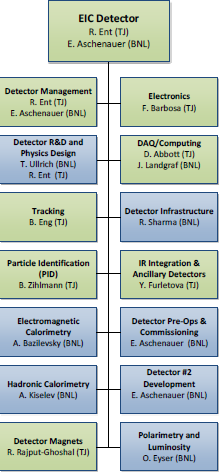 EIC Detector
R. Ent (TJ)
E. Aschenauer (BNL)
Detector Management
R. Ent (TJ)
E. Aschenauer (BNL)
Electronics
F. Barbosa (TJ)
Detector R&D and
Physics Design
T. Ullrich (BNL)
R. Ent (TJ)
DAQ/Computing
D. Abbott (TJ)
J. Landgraf (BNL)
Tracking
B. Eng (TJ)
Detector Infrastructure
R. Sharma (BNL)
Particle Identification
(PID)
B. Zihlmann (TJ)
IR Integration &
Ancillary Detectors
Y. Furletova (TJ)
Electromagnetic
Calorimetry
A. Bazilevsky (BNL)
Detector Pre-Ops &
Commissioning
E. Aschenauer (BNL)
Hadronic Calorimetry
A. Kiselev (BNL)
Detector #2
Development
E. Aschenauer (BNL)
Detector Magnets
R. Rajput-Ghoshal (TJ)
Polarimetry and
Luminosity
O. Eyser (BNL)